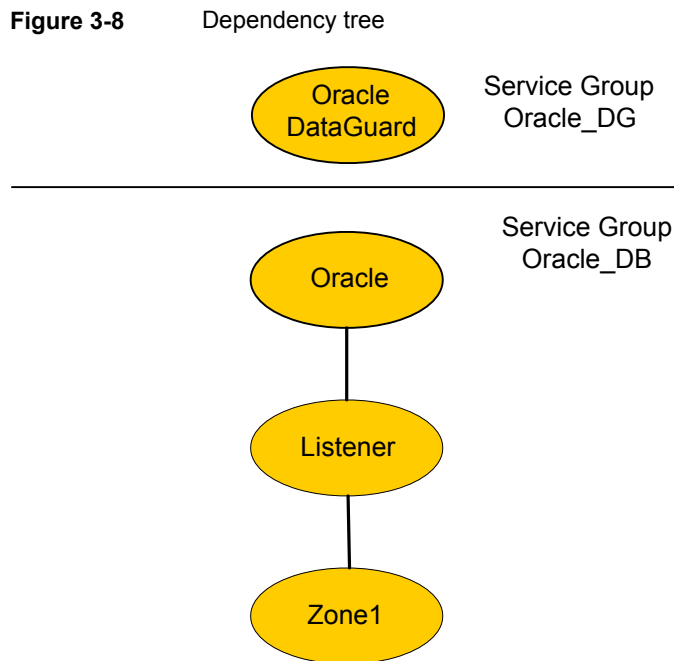 Figure 3-8 Dependency tree
Oracle
DataGuard
Service Group
Oracle_DG
Service Group
Oracle_DB
Oracle
Listener
Zone1